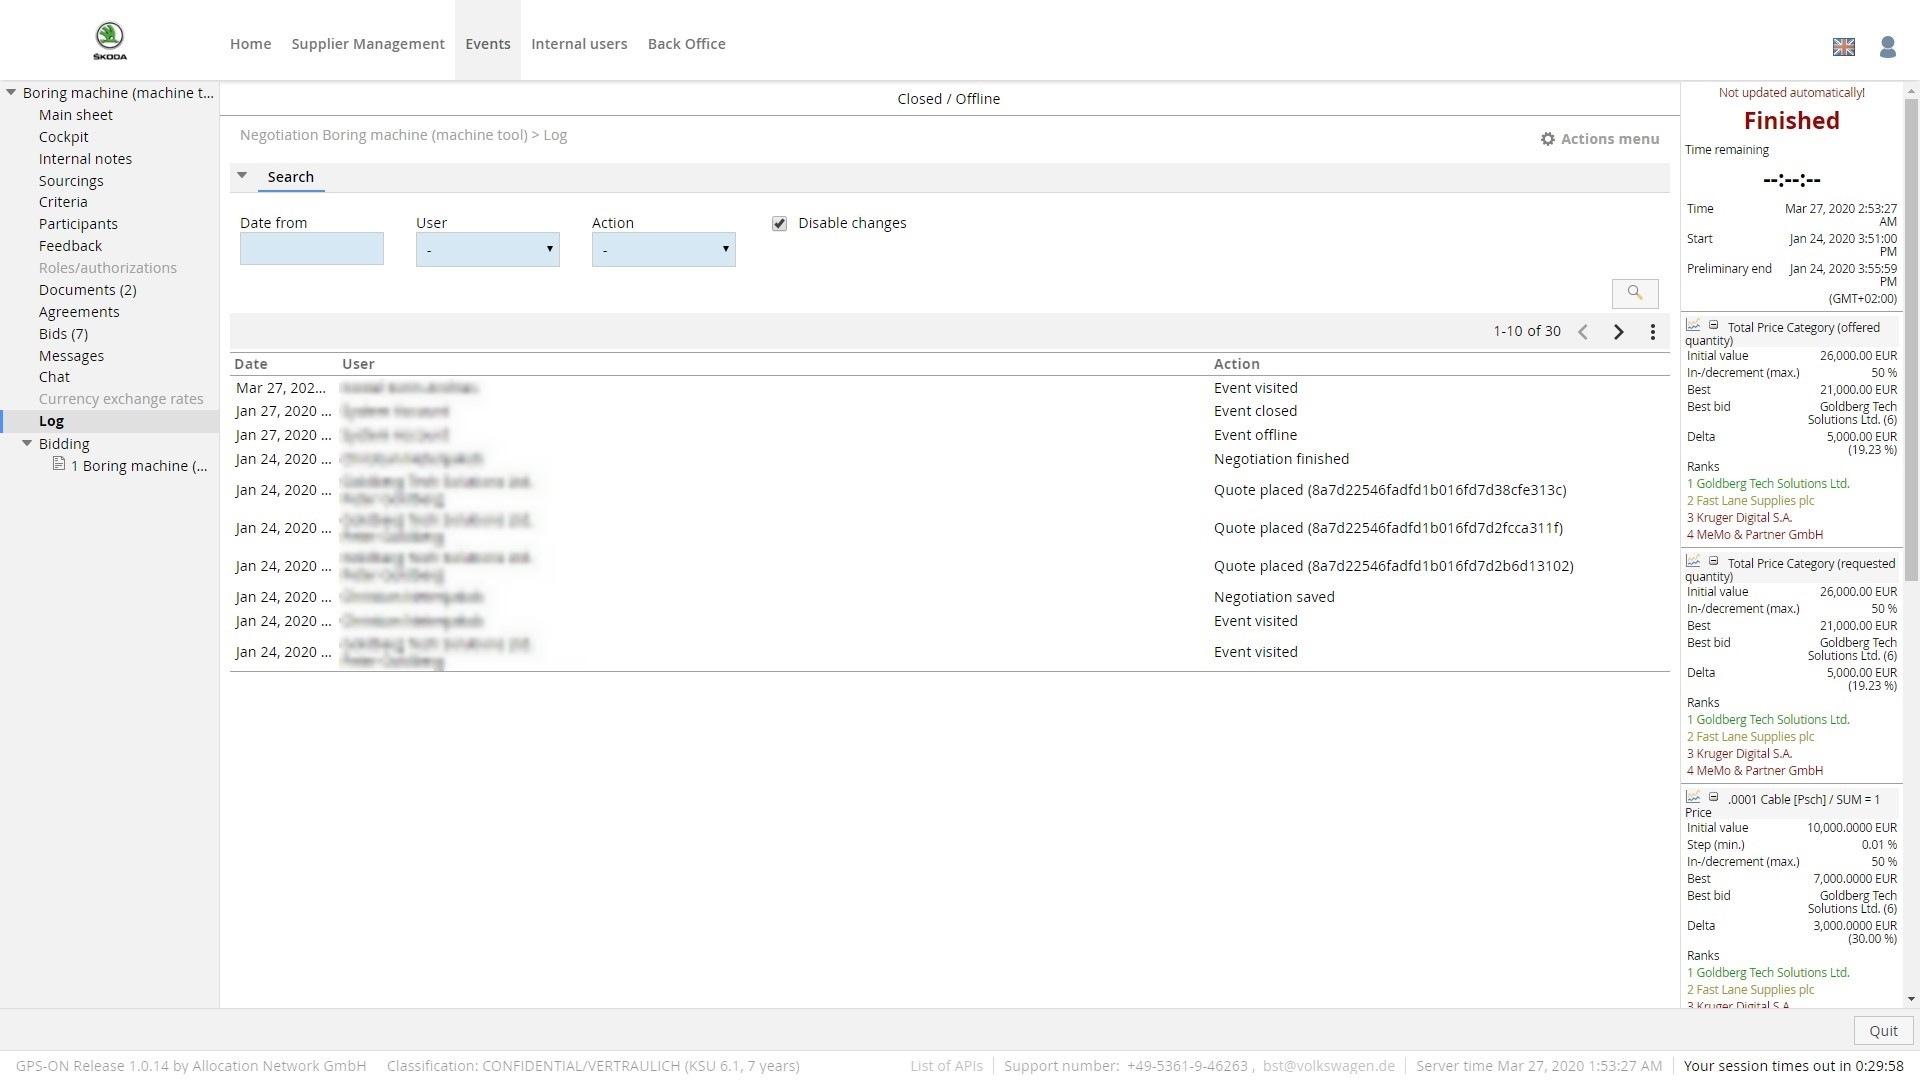 ŠKODA
Home
Supplier Management
Events
Internal users
Back Office
Boring machine (machine t...
Main sheet
Cockpit
Internal notes
Sourcings
Criteria
Participants
Feedback
Roles/authorizations
Documents (2)
Agreements
Bids (7)
Messages
Chat
Currency exchange rates
Log
Bidding
1 Boring machine (...
Closed / Offline
Negotiation Boring machine (machine tool) > Log
Actions menu
Search
Date from
User
Action
Disable changes
-
-
1-10 of 30
Date User Action
Mar 27, 202... Event visited
Jan 27, 2020 ... Event closed
Jan 27, 2020 ... Event offline
Jan 24, 2020 ... Negotiation finished
Jan 24, 2020 ... Quote placed (8a7d22546fadfd1b016fd7d38cfe313c)
Jan 24, 2020 ... Quote placed (8a7d22546fadfd1b016fd7d2fcca311f)
Jan 24, 2020 ... Quote placed (8a7d22546fadfd1b016fd7d2b6d13102)
Jan 24, 2020 ... Negotiation saved
Jan 24, 2020 ... Event visited
Jan 24, 2020 ... Event visited
Not updated automatically!
Finished
Time remaining
--:--:--
Time Mar 27, 2020 2:53:27
AM
Start Jan 24, 2020 3:51:00
PM
Preliminary end Jan 24, 2020 3:55:59
PM
(GMT+02:00)
Total Price Category (offered
quantity)
Initial value 26,000.00 EUR
In-/decrement (max.) 50 %
Best 21,000.00 EUR
Best bid Goldberg Tech
Solutions Ltd. (6)
Delta 5,000.00 EUR
(19.23 %)
Ranks
1 Goldberg Tech Solutions Ltd.
2 Fast Lane Supplies plc
3 Kruger Digital S.A.
4 MeMo & Partner GmbH
Total Price Category (requested
quantity)
Initial value 26,000.00 EUR
In-/decrement (max.) 50 %
Best 21,000.00 EUR
Best bid Goldberg Tech
Solutions Ltd. (6)
Delta 5,000.00 EUR
(19.23 %)
Ranks
1 Goldberg Tech Solutions Ltd.
2 Fast Lane Supplies plc
3 Kruger Digital S.A.
4 MeMo & Partner GmbH
.0001 Cable [Psch] / SUM = 1
Price
Initial value 10,000.0000 EUR
Step (min.) 0.01 %
In-/decrement (max.) 50 %
Best 7,000.0000 EUR
Best bid Goldberg Tech
Solutions Ltd. (6)
Delta 3,000.0000 EUR
(30.00 %)
Ranks
1 Goldberg Tech Solutions Ltd.
2 Fast Lane Supplies plc
3 Kruger Digital S.A.
Quit
GPS-ON Release 1.0.14 by Allocation Network GmbH Classification: CONFIDENTIAL/VERTRAULICH (KSU 6.1, 7 years) List of APIs Support number: +49-5361-9-46263 , bst@volkswagen.de Server time Mar 27, 2020 1:53:27 AM Your session times out in 0:29:58